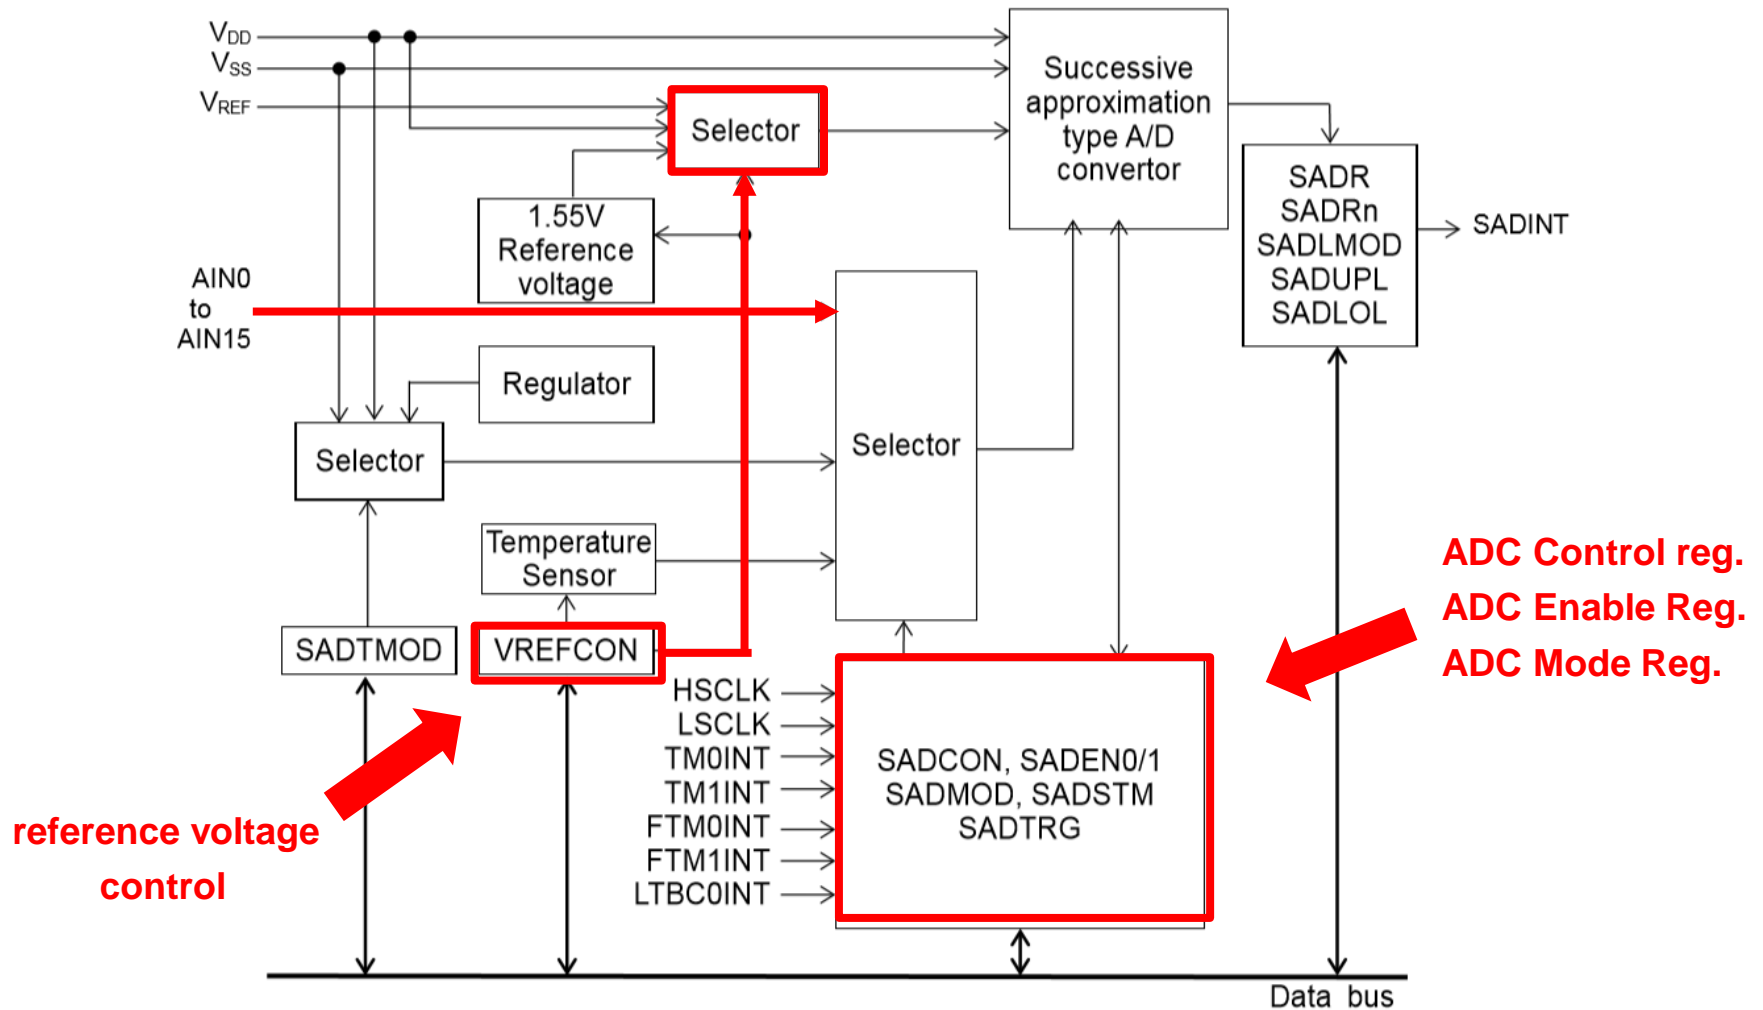 VDD
VSS
VREF
Selector
Successive
approximation
type A/D
convertor
SADR
SADRn
SADLMOD
SADUPL
SADLOL
SADINT
1.55V
Reference
voltage
AIN0
to
AIN15
Regulator
Selector
Selector
Temperature
Sensor
SADTMOD
VREFCON
ADC Control reg.
ADC Enable Reg.
ADC Mode Reg.
HSCLK
LSCLK
TM0INT
TM1INT
FTM0INT
FTM1INT
LTBC0INT
SADCON, SADEN0/1
SADMOD, SADSTM
SADTRG
reference voltage
control
Data bus